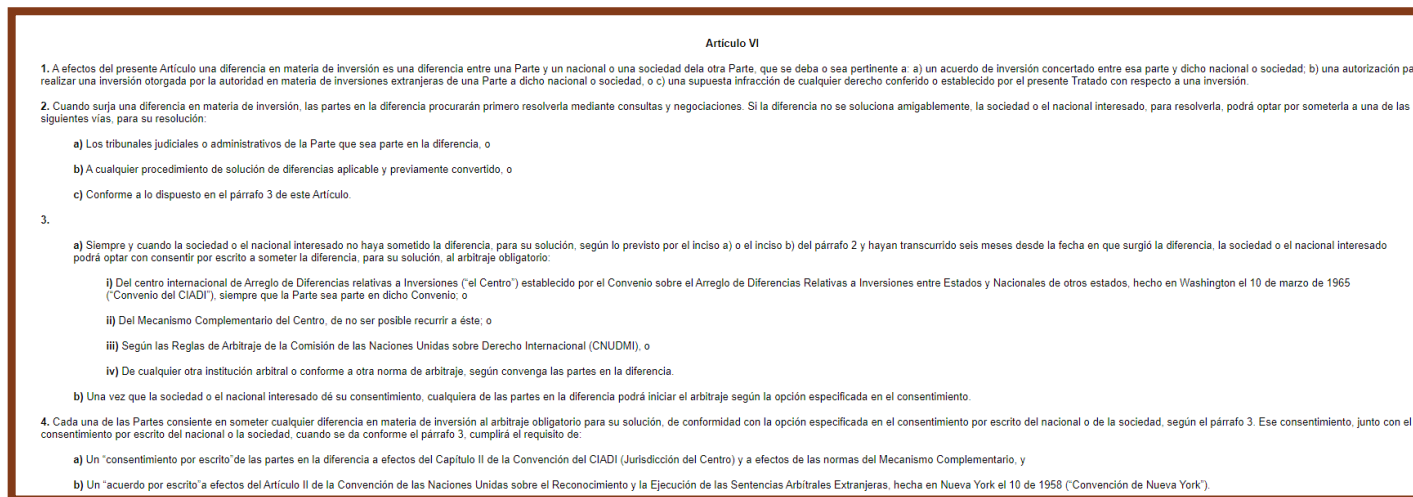 Artículo VI
1. A efectos del presente Artículo una diferencia en materia de inversión es una diferencia entre una Parte y un nacional o una sociedad dela otra Parte, que se deba o sea pertinente a: a) un acuerdo de inversión concertado entre esa parte y dicho nacional o sociedad; b) una autorización pa
realizar una inversión otorgada por la autoridad en materia de inversiones extranjeras de una Parte a dicho nacional o sociedad, o c) una supuesta infracción de cualquier derecho conferido o establecido por el presente Tratado con respecto a una inversión.
2. Cuando surja una diferencia en materia de inversión, las partes en la diferencia procurarán primero resolverla mediante consultas y negociaciones. Si la diferencia no se soluciona amigablemente, la sociedad o el nacional interesado, para resolverla, podrá optar por someterla a una de las
siguientes vías, para su resolución:
a) Los tribunales judiciales o administrativos de la Parte que sea parte en la diferencia, o
b) A cualquier procedimiento de solución de diferencias aplicable y previamente convertido, o
c) Conforme a lo dispuesto en el párrafo 3 de este Artículo.
3.
a) Siempre y cuando la sociedad o el nacional interesado no haya sometido la diferencia, para su solución, según lo previsto por el inciso a) o el inciso b) del párrafo 2 y hayan transcurrido seis meses desde la fecha en que surgió la diferencia, la sociedad o el nacional interesado
podrá optar con consentir por escrito a someter la diferencia, para su solución, al arbitraje obligatorio:
i) Del centro internacional de Arreglo de Diferencias relativas a Inversiones ("el Centro") establecido por el Convenio sobre el Arreglo de Diferencias Relativas a Inversiones entre Estados y Nacionales de otros estados, hecho en Washington el 10 de marzo de 1965
("Convenio del CIADI"), siempre que la Parte sea parte en dicho Convenio; o
ii) Del Mecanismo Complementario del Centro, de no ser posible recurrir a éste; o
iii) Según las Reglas de Arbitraje de la Comisión de las Naciones Unidas sobre Derecho Internacional (CNUDMI), o
iv) De cualquier otra institución arbitral o conforme a otra norma de arbitraje, según convenga las partes en la diferencia.
b) Una vez que la sociedad o el nacional interesado dé su consentimiento, cualquiera de las partes en la diferencia podrá iniciar el arbitraje según la opción especificada en el consentimiento.
4. Cada una de las Partes consiente en someter cualquier diferencia en materia de inversión al arbitraje obligatorio para su solución, de conformidad con la opción especificada en el consentimiento por escrito del nacional o de la sociedad, según el párrafo 3. Ese consentimiento, junto con el
consentimiento por escrito del nacional o la sociedad, cuando se da conforme el párrafo 3, cumplirá el requisito de:
a) Un "consentimiento por escrito"de las partes en la diferencia a efectos del Capítulo II de la Convención del CIADI (Jurisdicción del Centro) y a efectos de las normas del Mecanismo Complementario, y
b) Un "acuerdo por escrito"a efectos del Artículo II de la Convención de las Naciones Unidas sobre el Reconocimiento y la Ejecución de las Sentencias Arbítrales Extranjeras, hecha en Nueva York el 10 de 1958 ("Convención de Nueva York").